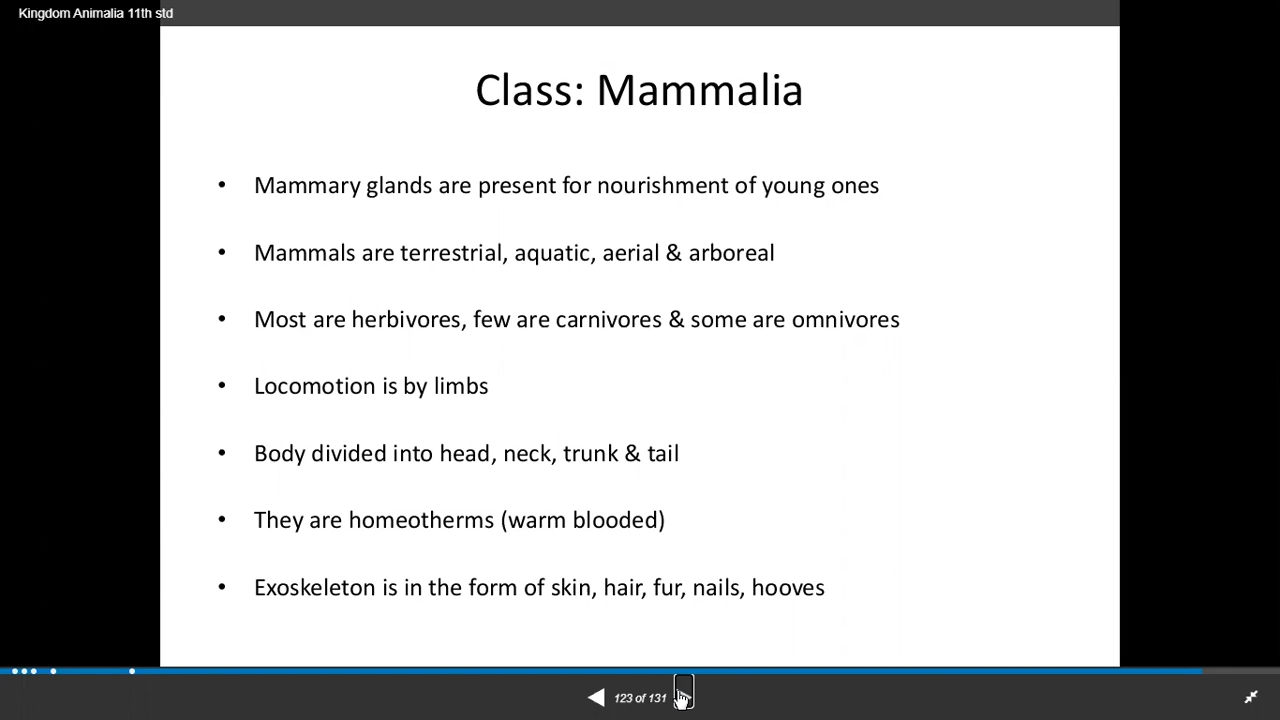 Kingdom Animalia 11th std
Class: Mammalia
• Mammary glands are present for nourishment of young ones
• Mammals are terrestrial, aquatic, aerial & arboreal
• Most are herbivores, few are carnivores & some are omnivores
• Locomotion is by limbs
• Body divided into head, neck, trunk & tail
• They are homeotherms (warm blooded)
• Exoskeleton is in the form of skin, hair, fur, nails, hooves
123 of 131